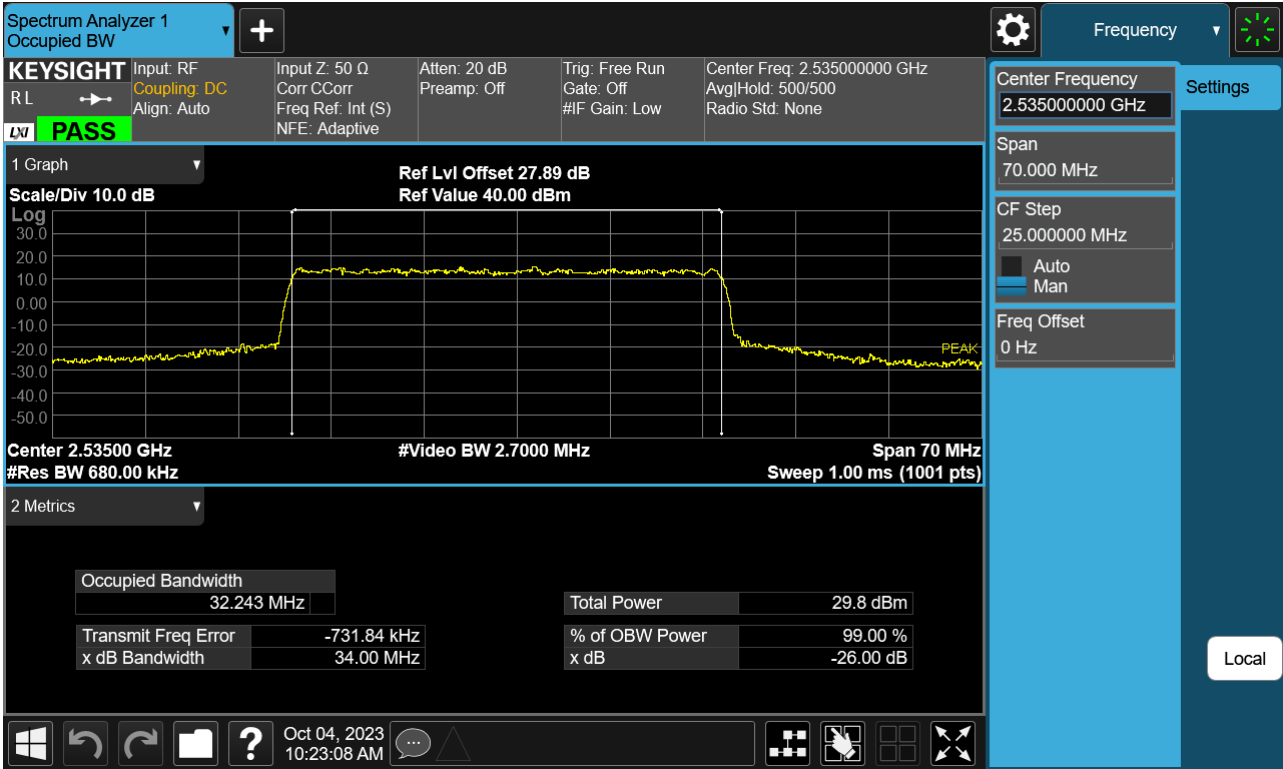 Spectrum Analyzer 1
Occupied BW
Frequency
KEYSIGHT
R L
LXI
PASS
Input: RF
Coupling: DC
Align: Auto
Input Z: 50 Ω
Corr CCorr
Freq Ref: Int (S)
NFE: Adaptive
Atten: 20 dB
Preamp: Off
Trig: Free Run
Gate: Off
#IF Gain: Low
Center Freq: 2.535000000 GHz
Avg|Hold: 500/500
Radio Std: None
Center Frequency
2.535000000 GHz
Settings
Span
70.000 MHz
CF Step
25.000000 MHz
Auto
Man
Freq Offset
0 Hz
Local
1 Graph
Scale/Div 10.0 dB
Ref Lvl Offset 27.89 dB
Ref Value 40.00 dBm
Log
30.0
20.0
10.0
0.00
-10.0
-20.0
-30.0
-40.0
-50.0
PEAK
Center 2.53500 GHz
#Video BW 2.7000 MHz
Span 70 MHz
#Res BW 680.00 kHz
Sweep 1.00 ms (1001 pts)
2 Metrics
Occupied Bandwidth
32.243 MHz
Total Power 29.8 dBm
Transmit Freq Error -731.84 kHz
% of OBW Power 99.00 %
x dB Bandwidth 34.00 MHz
x dB -26.00 dB
?
Oct 04, 2023
10:23:08 AM